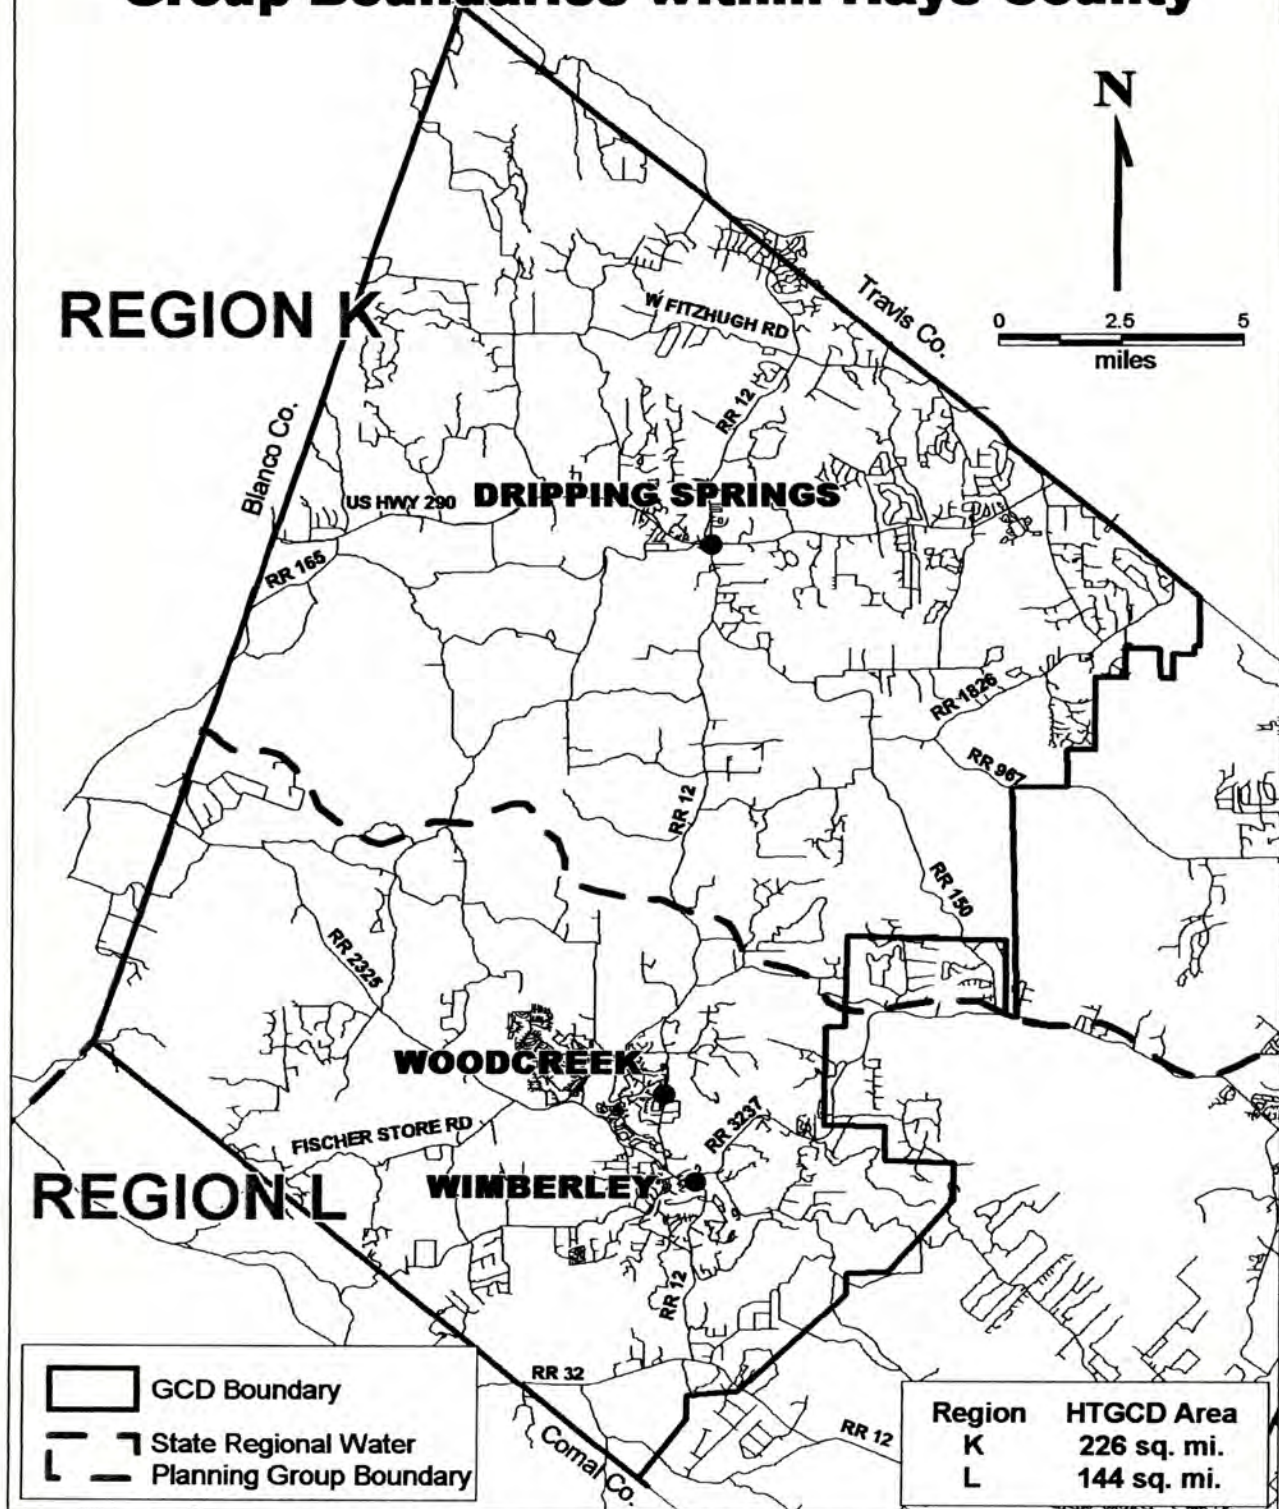 Group Boundaries within Hays County
N
0 2.5 5
miles
REGION K
W FITZHUGH RD
Travis Co.
RR 12
Blanco Co.
US HWY 290
DRIPPING SPRINGS
RR 165
RR 1826
RR 967
RR 12
RR 150
RR 2325
WOODCREEK
RR 3237
FISCHER STORE RD
WIMBERLEY
REGION L
RR 12
RR 32
RR 12
Comal Co.
GCD Boundary
State Regional Water
Planning Group Boundary
Region HTGCD Area
K 226 sq. mi.
L 144 sq. mi.